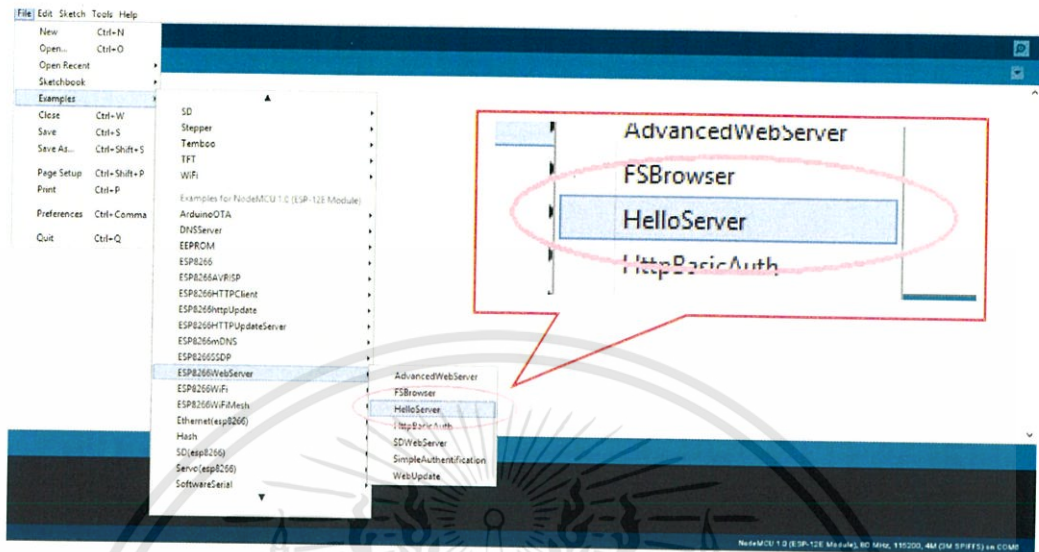 File Edit Sketch Tools Help
New Ctrl+N
Open... Ctrl+O
Open Recent
Sketchbook
Examples
Close Ctrl+W
Save Ctrl+S
Save As... Ctrl+Shift+S
Page Setup Ctrl+Shift+P
Print Ctrl+P
Preferences Ctrl+Comma
Quit Ctrl+Q
SD
Stepper
Temboo
TFT
WiFi
Examples for NodeMCU 1.0 (ESP-12E Module)
ArduinoOTA
DNSServer
EEPROM
ESP8266
ESP8266AVRISP
ESP8266HTTPClient
ESP8266httpUpdate
ESP8266HTTPUpdateServer
ESP8266mDNS
ESP8266SSDP
ESP8266WebServer
ESP8266WiFi
ESP8266WiFiMesh
Ethernet(esp8266)
Hash
SD(esp8266)
Servo(esp8266)
SoftwareSerial
AdvancedWebServer
FSBrowser
HelloServer
HttpBasicAuth
SDWebServer
SimpleAuthentification
WebUpdate
AdvancedWebServer
FSBrowser
HelloServer
HttpBasicAuth
NodeMCU 1.0 (ESP-12E Module), 80 MHz, 115200, 4M (3M SPIFFS) on COM6